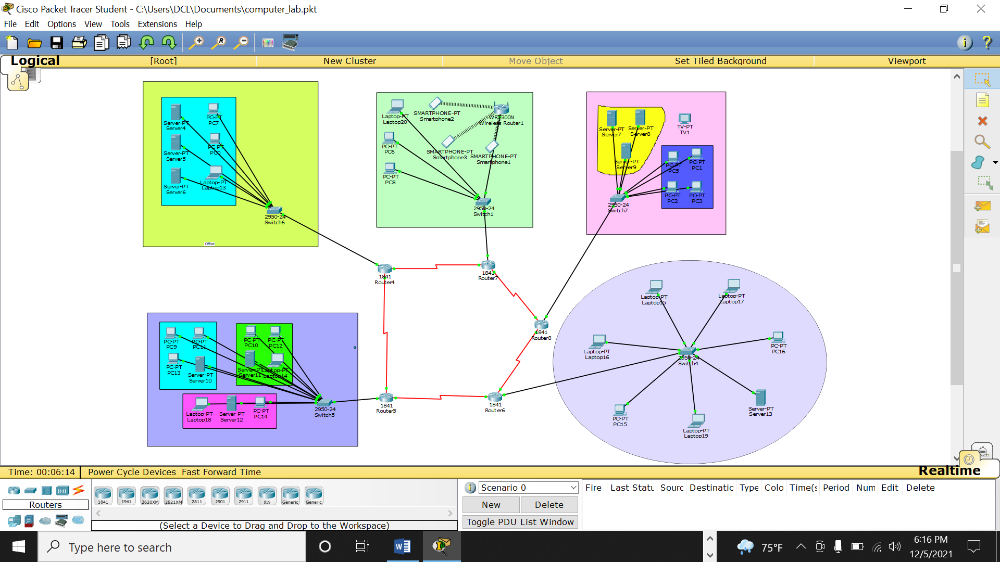 Cisco Packet Tracer Student - C:\Users\DCL\Documents\computer_lab.pkt
File Edit Options View Tools Extensions Help
Logical [Root] New Cluster Move Object Set Tiled Background Viewport
Server-PT
Server4
PC-PT
PC7
Server-PT
Server5
PC-PT
PC0
Server-PT
Server6
Laptop-PT
Laptop13
2950-24
Switch6
Office
Laptop-PT
Laptop20
SMARTPHONE-PT
Smartphone2
Wireless Router1
PC-PT
PC6
SMARTPHONE-PT
Smartphone3
SMARTPHONE-PT
Smartphone1
PC-PT
PC8
2950-24
Switch1
Server-PT
Server7
Server-PT
Server8
TV-PT
TV1
Server-PT
Server9
PC-PT
PC5
PC-PT
PC1
PC-PT
PC2
PC-PT
PC3
2950-24
Switch7
1841
Router4
1841
Router7
1841
Router8
1841
Router5
1841
Router6
PC-PT
PC9
PC-PT
PC11
PC-PT
PC10
PC-PT
PC12
PC-PT
PC13
Server-PT
Server10
Server-PT
Server11
Laptop-PT
Laptop14
Laptop-PT
Laptop18
Server-PT
Server12
PC-PT
PC14
2950-24
Switch5
Laptop-PT
Laptop15
Laptop-PT
Laptop17
Laptop-PT
Laptop16
PC-PT
PC16
2950-24
Switch4
PC-PT
PC15
Laptop-PT
Laptop19
Server-PT
Server13
Time: 00:06:14 Power Cycle Devices Fast Forward Time Realtime
Routers
1841 1941 2620XM 2621XM 2811 2901 2911 819 Generic Generic
(Select a Device to Drag and Drop to the Workspace)
Scenario 0
New Delete
Toggle PDU List Window
Fire Last Statu Sourc Destinatic Type Colo Time(s Period Num Edit Delete
Type here to search
75°F
6:16 PM
12/5/2021